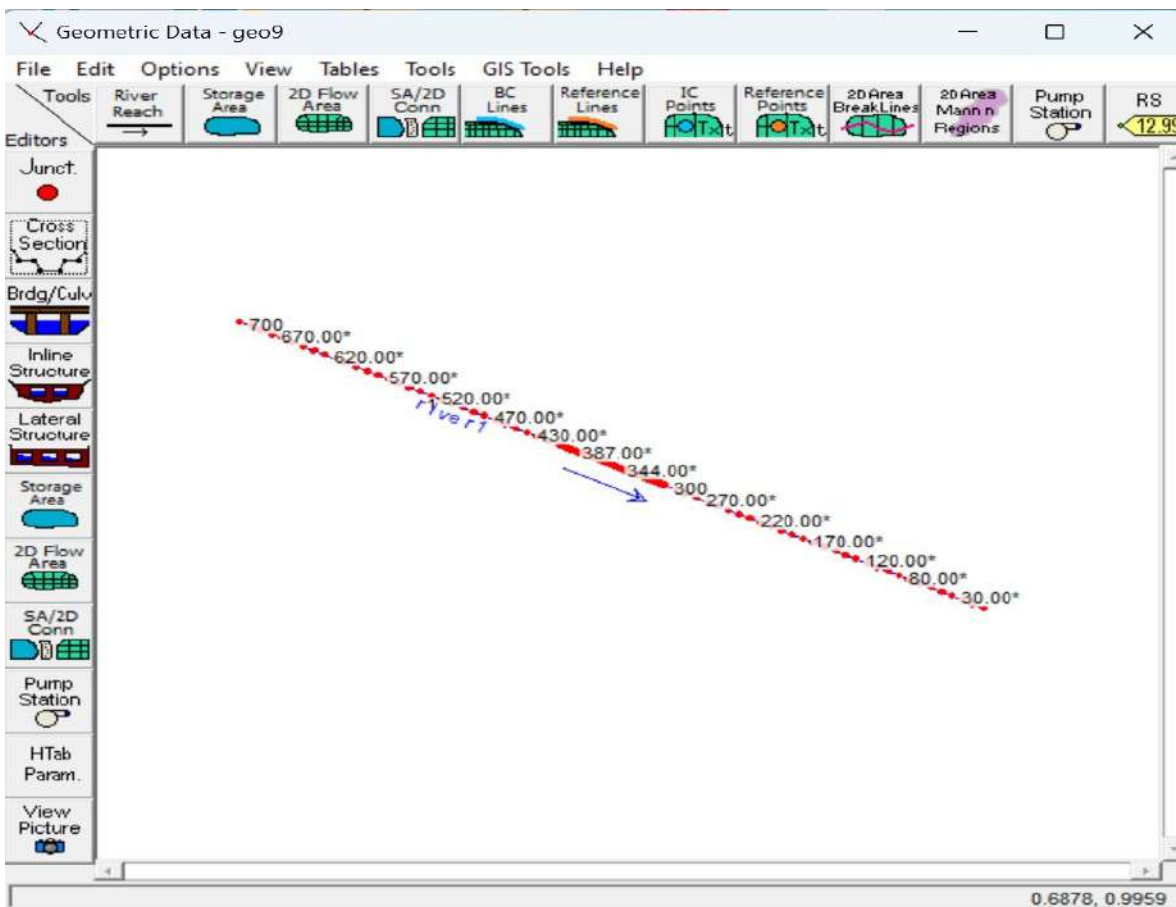 Geometric Data - geo9
File Edit Options View Tables Tools GIS Tools Help
Tools
Editors
River
Reach
Storage
Area
2D Flow
Area
SA/2D
Conn
BC
Lines
Reference
Lines
IC
Points
Reference
Points
2D Area
BreakLines
2D Area
Mann n
Regions
Pump
Station
RS
12.99
Junct.
Cross
Section
Brdg/Culv
Inline
Structure
Lateral
Structure
Storage
Area
2D Flow
Area
SA/2D
Conn
Pump
Station
HTab
Param.
View
Picture
700
670.00*
620.00*
570.00*
520.00*
river1
470.00*
430.00*
387.00*
344.00*
300
270.00*
220.00*
170.00*
120.00*
80.00*
30.00*
0.6878, 0.9959